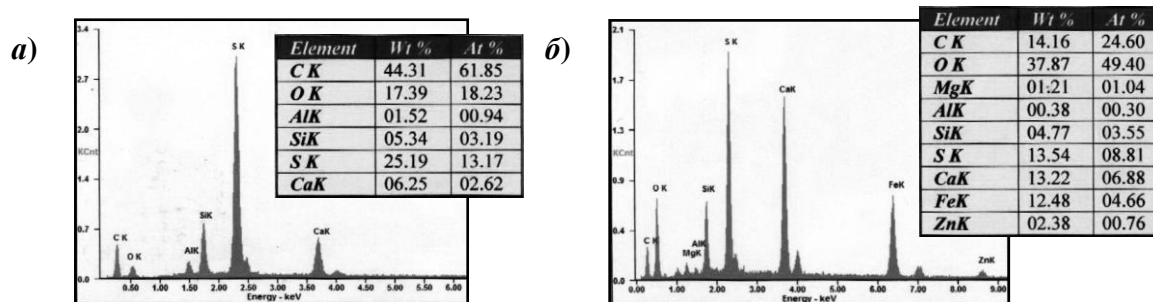 а)
3.4
2.7
2.0
KCnt
1.4
0.7
0.0
C K
O K
AlK
SiK
S K
CaK
0.50 1.00 1.50 2.00 2.50 3.00 3.50 4.00 4.50 5.00 5.50 6.0
Energy - keV
Element Wt % At %
C K 44.31 61.85
O K 17.39 18.23
AlK 01.52 00.94
SiK 05.34 03.19
S K 25.19 13.17
CaK 06.25 02.62
б)
2.1
1.7
1.3
KCnt
0.9
0.4
0.0
C K
O K
MgK
AlK
SiK
S K
CaK
FeK
ZnK
1.00 2.00 3.00 4.00 5.00 6.00 7.00 8.00 9.00
Energy - keV
Element Wt % At %
C K 14.16 24.60
O K 37.87 49.40
MgK 01.21 01.04
AlK 00.38 00.30
SiK 04.77 03.55
S K 13.54 08.81
CaK 13.22 06.88
FeK 12.48 04.66
ZnK 02.38 00.76